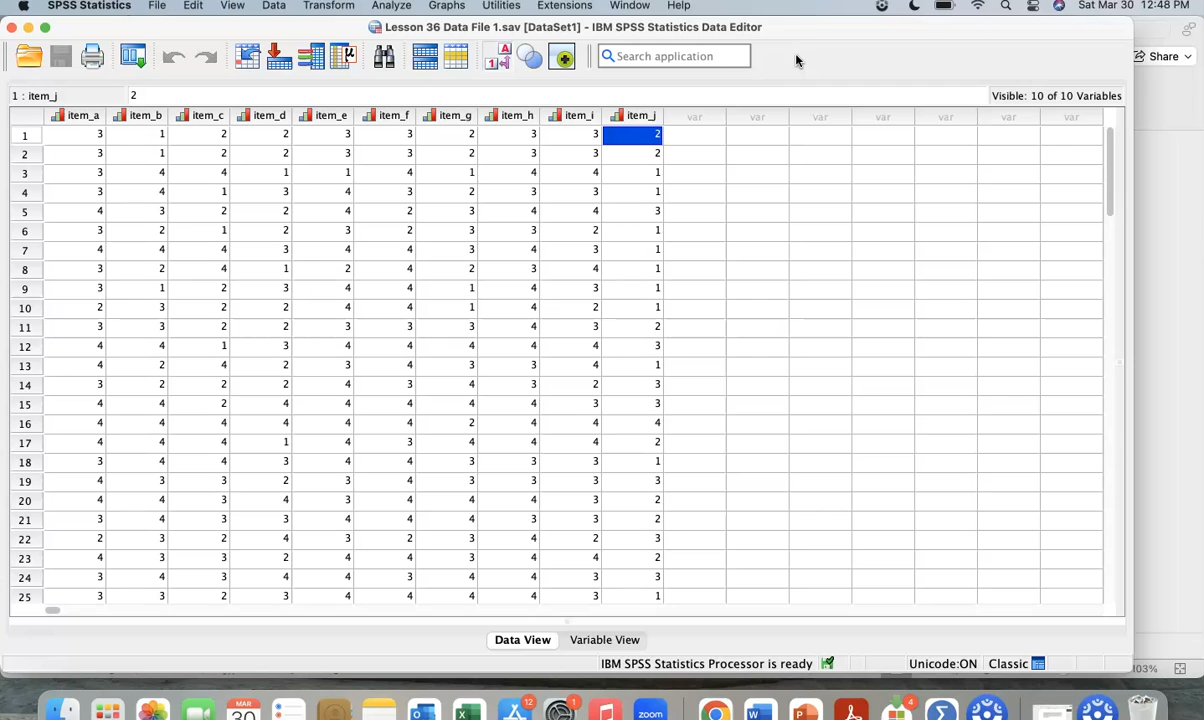 SPSS Statistics File Edit View Data Transform Analyze Graphs Utilities Extensions Window Help Sat Mar 30 12:48 PM
Lesson 36 Data File 1.sav [DataSet1] - IBM SPSS Statistics Data Editor
Search application
Share
1 : item_j 2 Visible: 10 of 10 Variables
item_a item_b item_c item_d item_e item_f item_g item_h item_i item_j var var var var var var var
1 3 1 2 2 3 3 2 3 3 2
2 3 1 2 2 3 3 2 3 3 2
3 3 4 4 1 1 4 1 4 4 1
4 3 4 1 3 4 3 2 3 3 1
5 4 3 2 2 4 2 3 4 4 3
6 3 2 1 2 3 2 3 3 2 1
7 4 4 4 3 4 4 3 4 3 1
8 3 2 4 1 2 4 2 3 4 1
9 3 1 2 3 4 4 1 4 3 1
10 2 3 2 2 4 4 1 4 2 1
11 3 3 2 2 3 3 3 4 3 2
12 4 4 1 3 4 4 4 4 4 3
13 4 2 4 2 3 4 3 3 4 1
14 3 2 2 2 4 3 4 3 2 3
15 4 4 2 4 4 4 4 4 3 3
16 4 4 4 4 4 4 2 4 4 4
17 4 4 4 1 4 3 4 4 4 2
18 3 4 4 3 4 4 3 3 3 1
19 4 3 3 2 3 4 3 4 3 3
20 4 4 3 4 3 4 4 4 3 2
21 3 4 3 3 4 4 4 3 3 2
22 2 3 2 4 3 2 3 4 2 3
23 4 3 3 2 4 4 3 4 4 2
24 3 4 3 4 4 3 4 4 3 3
25 3 3 2 3 4 4 4 4 3 1
Data View Variable View
IBM SPSS Statistics Processor is ready Unicode:ON Classic
103%
MAR
30
12
1
zoom
4